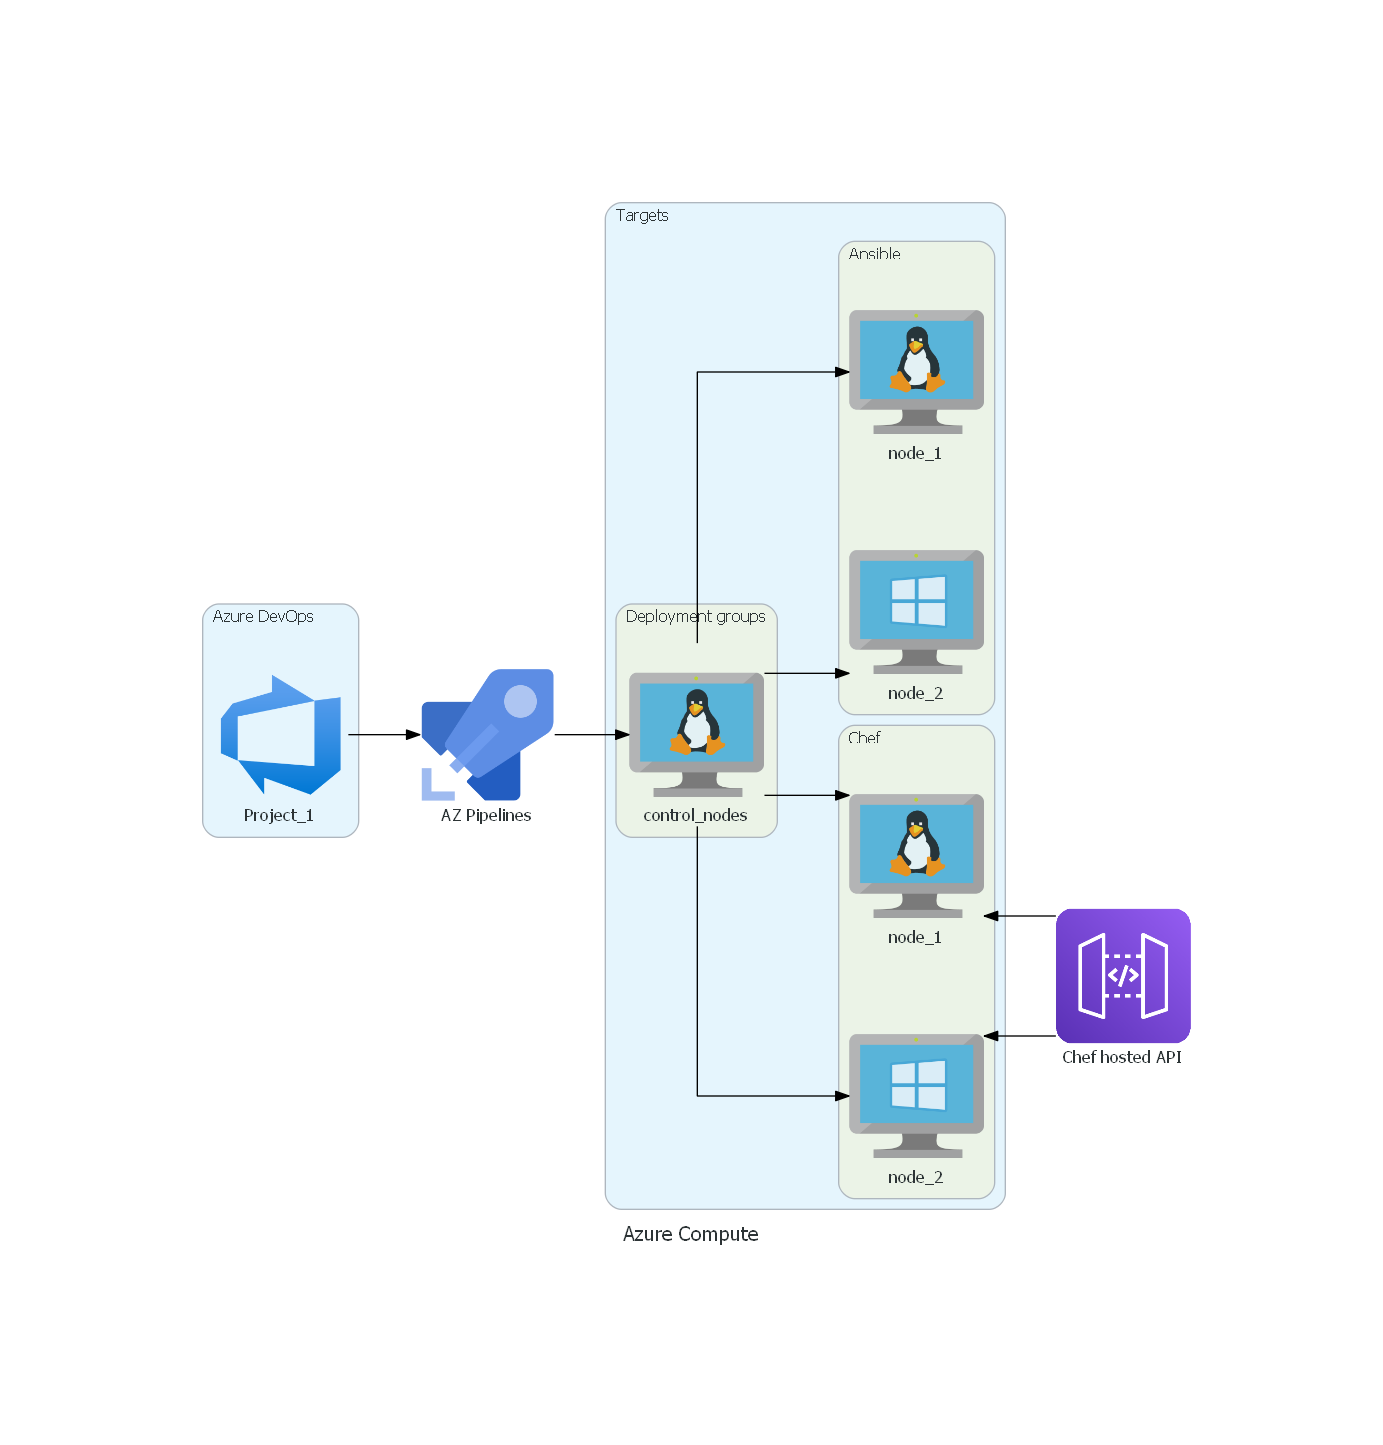 Targets
Ansible
node_1
node_2
Azure DevOps
Project_1
AZ Pipelines
Deployment groups
control_nodes
Chef
node_1
node_2
Chef hosted API
Azure Compute